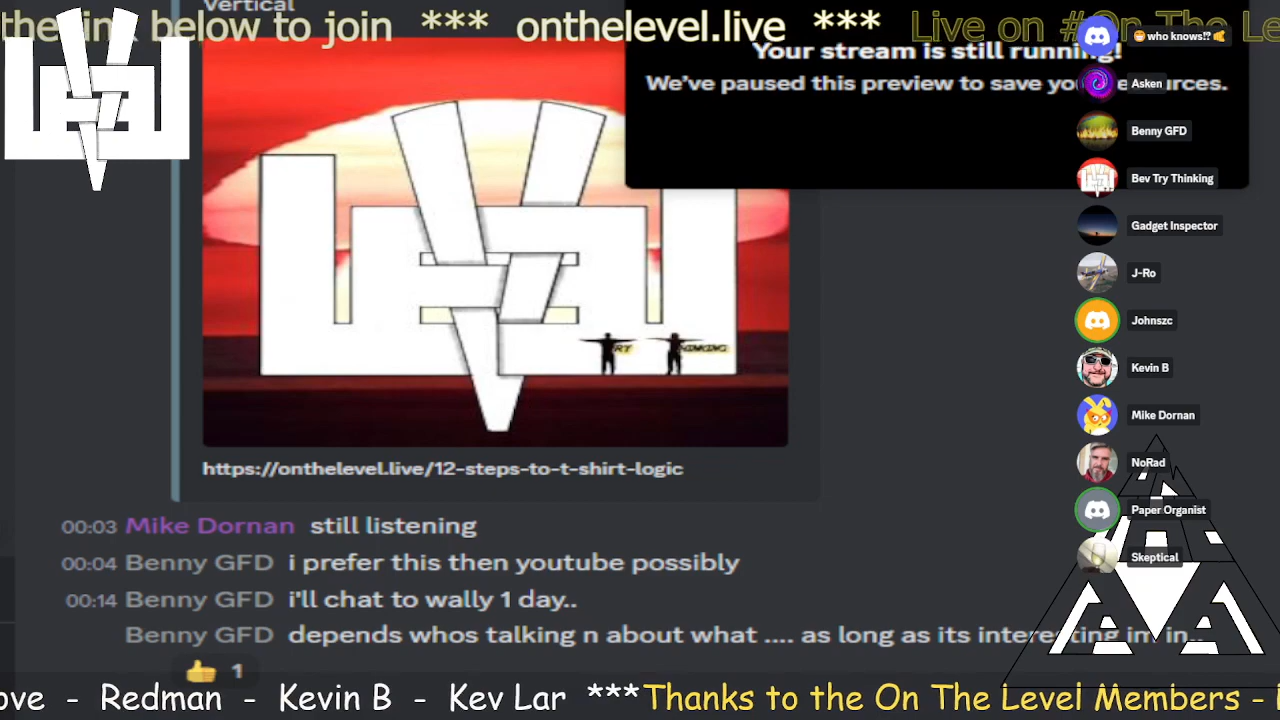 Vertical
the link below to join *** onthelevel.live *** Live on #On The Le
Your stream is still running!
We've paused this preview to save your resources.
who knows!?
Asken
Benny GFD
Bev Try Thinking
Gadget Inspector
J-Ro
Johnszc
Kevin B
Mike Dornan
NoRad
Paper Organist
Skeptical
https://onthelevel.live/12-steps-to-t-shirt-logic
00:03 Mike Dornan still listening
00:04 Benny GFD i prefer this then youtube possibly
00:14 Benny GFD i'll chat to wally 1 day..
Benny GFD depends whos talking n about what .... as long as its interesting im in..
1
ove - Redman - Kevin B - Kev Lar ***Thanks to the On The Level Members -